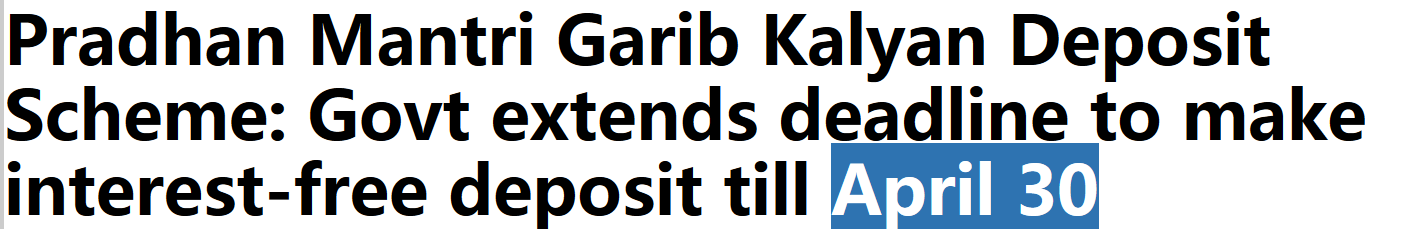 Pradhan Mantri Garib Kalyan Deposit
Scheme: Govt extends deadline to make
interest-free deposit till April 30